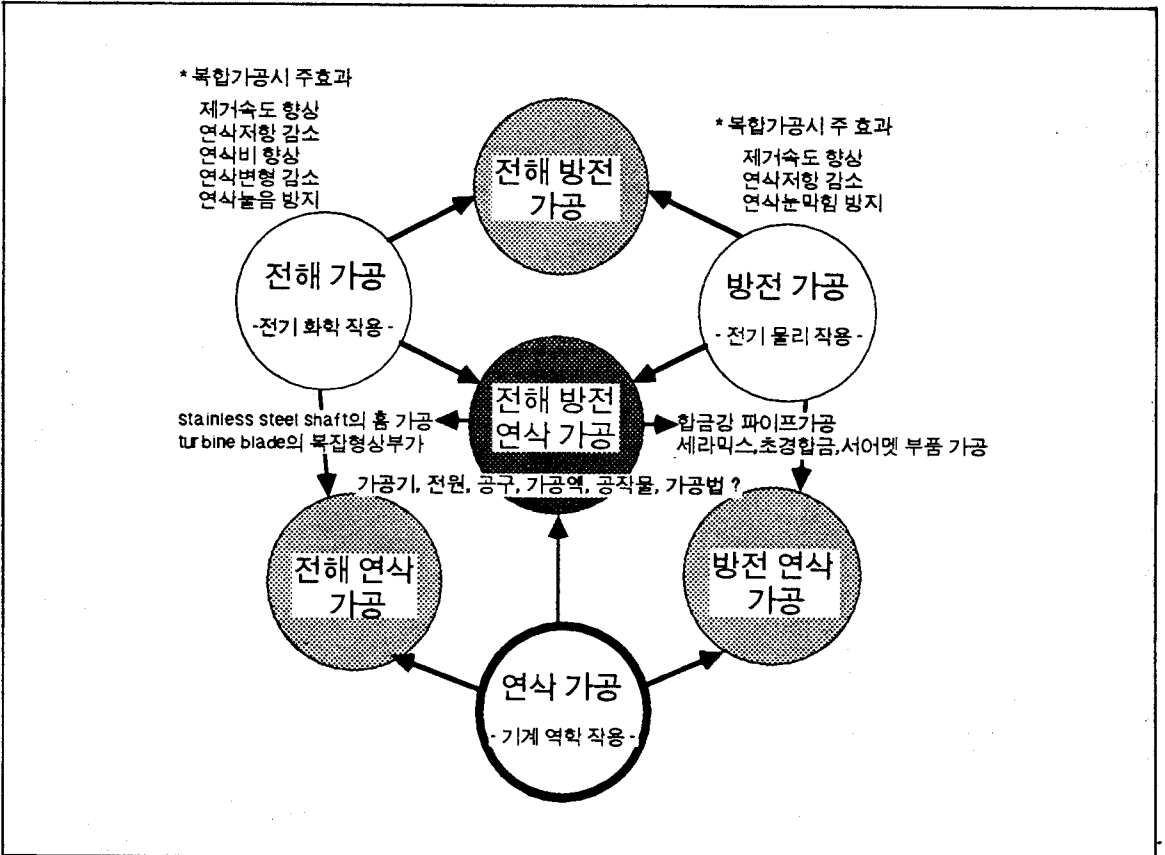 * 복합가공시 주효과
제거속도 향상
연삭저항 감소
연삭비 향상
연삭변형 감소
연삭눌음 방지
* 복합가공시 주 효과
제거속도 향상
연삭저항 감소
연삭눈막힘 방지
전해 방전
가공
전해 가공
-전기 화학 작용 -
방전 가공
- 전기 물리 작용 -
전해 방전
연삭 가공
stainless steel shaft의 홈 가공
turbine blade의 복잡형상부가
합금강 파이프가공
세라믹스,초경합금,서어멧 부품 가공
가공기, 전원, 공구, 가공액, 공작물, 가공법 ?
전해 연삭
가공
방전 연삭
가공
연삭 가공
- 기계 역학 작용 -